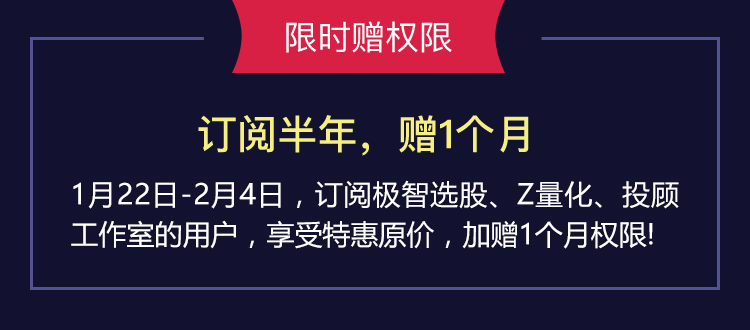 限时赠权限
订阅半年，赠1个月
1月22日-2月4日，订阅极智选股、Z量化、投顾
工作室的用户，享受特惠原价，加赠1个月权限!